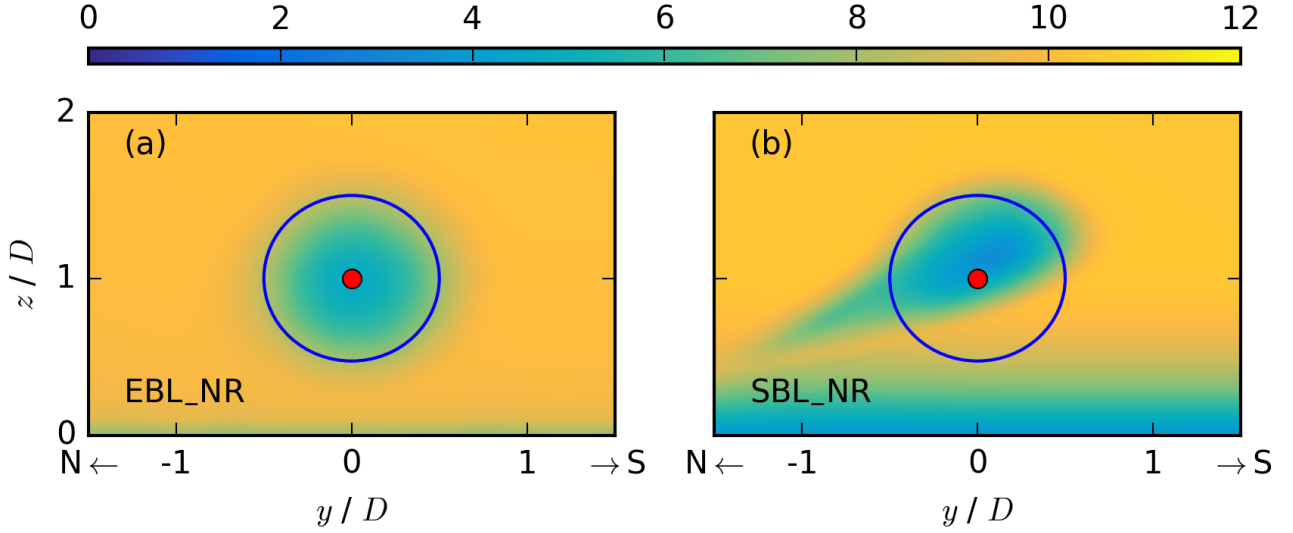 0 2 4 6 8 10 12
(a) (b)
2
1
0
z / D
EBL_NR SBL_NR
N← -1 0 1 →S N← -1 0 1 →S
y / D y / D